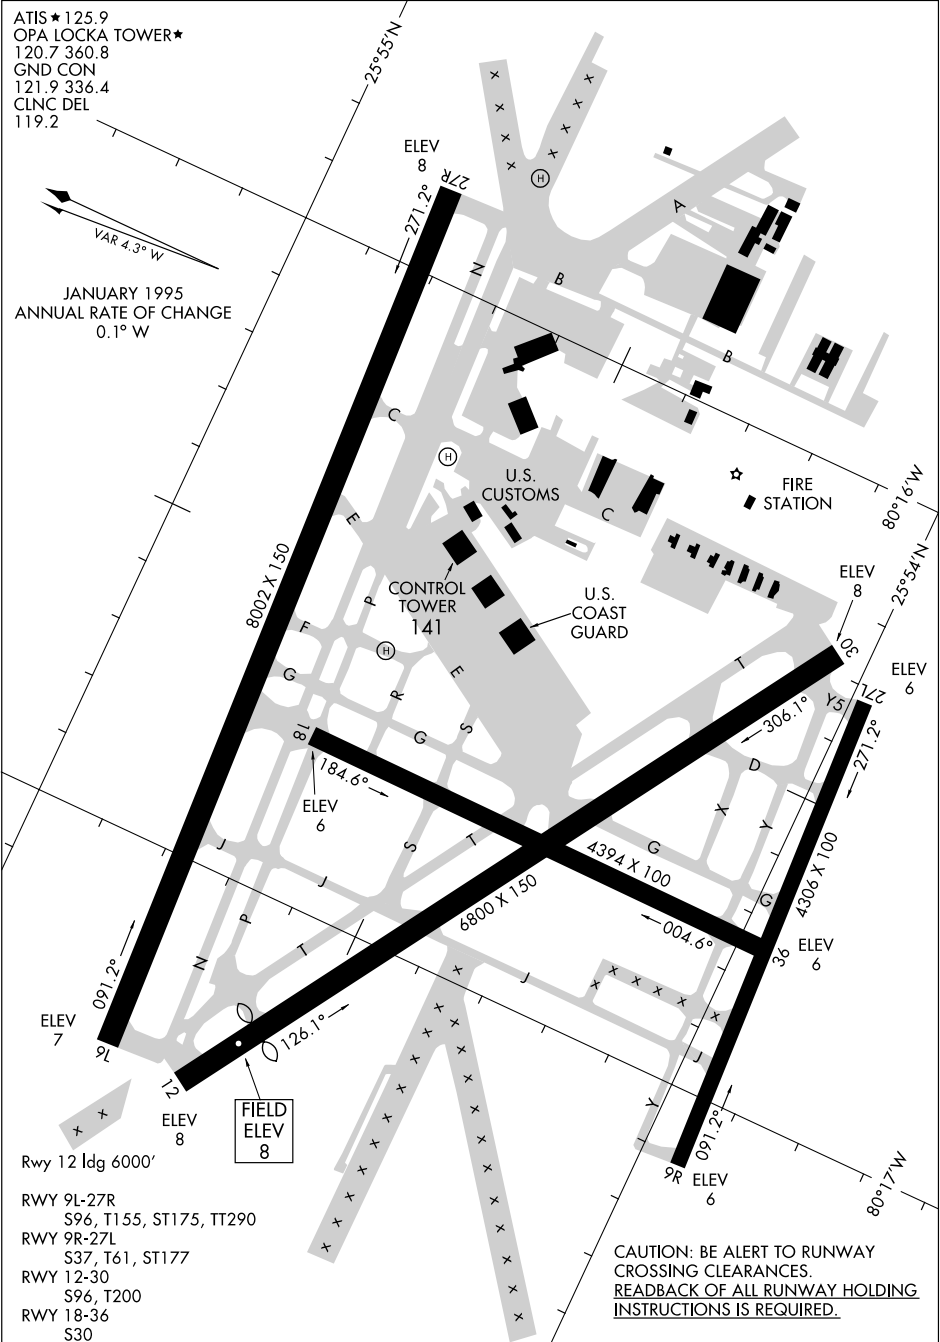 ATIS ★ 125.9
OPA LOCKA TOWER★
120.7 360.8
GND CON
121.9 336.4
CLNC DEL
119.2
25°55'N
VAR 4.3° W
JANUARY 1995
ANNUAL RATE OF CHANGE
0.1° W
ELEV
8
27R
271.2°
H
A
N
B
B
C
H
U.S.
CUSTOMS
C
FIRE
STATION
80°16'W
25°54'N
8002 X 150
E
P
CONTROL
TOWER
141
U.S.
COAST
GUARD
ELEV
8
30
F
H
G
R
E
S
G
T
306.1°
Y5
27L
ELEV
6
271.2°
18
184.6°
ELEV
6
D
X
Y
J
J
S
T
G
4394 X 100
6800 X 150
G
4306 X 100
004.6°
36
ELEV
6
P
N
T
J
091.2°
ELEV
7
9L
126.1°
12
ELEV
8
FIELD
ELEV
8
J
Y
091.2°
9R
ELEV
6
80°17'W
Rwy 12 ldg 6000'
RWY 9L-27R
S96, T155, ST175, TT290
RWY 9R-27L
S37, T61, ST177
RWY 12-30
S96, T200
RWY 18-36
S30
CAUTION: BE ALERT TO RUNWAY
CROSSING CLEARANCES.
READBACK OF ALL RUNWAY HOLDING
INSTRUCTIONS IS REQUIRED.